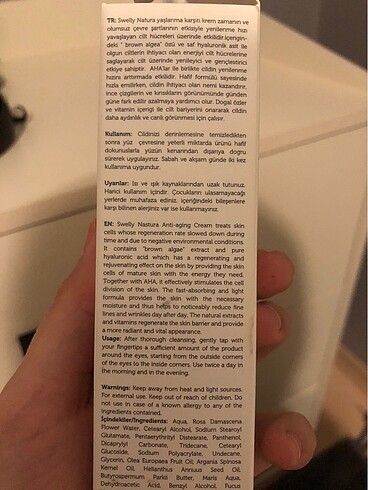 TR: Swelly Natura yaşlanma karşıtı krem zamanın ve
olumsuz çevre şartlarının etkisiyle yenilenme hızı
yavaşlayan cilt hücreleri üzerinde etkilidir.içeriğin-
deki " brown algea" özü ve saf hyaluronik asit ile
olgun ciltlerin ihtiyacı olan enerjiyi cilt hücrelerine
sağlayarak cilt üzerinde yenileyici ve gençleştirici
etkiye sahiptir. AHA'lar ile birlikte cildin yenilenme
hızını arttırmada etkilidir. Hafif formülü sayesinde
hızla emilirken, cildin ihtiyacı olan nemi kazandırır.
İnce çizgilerin ve kırışıkların görünümünde günden
güne fark edilir azalmaya yardımcı olur. Doğal özler
ve vitamin içeriği ile cilt bariyerini onararak cildin
daha aydınlık ve canlı görünmesi için çalışır.
Kullanım: Cildinizi derinlemesine temizledikten
sonra yüz çevresine yeterli miktarda ürünü hafif
dokunuşlarla yüzün kenarından dışarıya doğru
sürerek uygulayınız. Sabah ve akşam günde iki kez
kullanıma uygundur.
Uyarılar: Isı ve ışık kaynaklarından uzak tutunuz.
Harici kullanım içindir. Çocukların ulaşamayacağı
yerlerde muhafaza ediniz. içeriğindeki bileşenlere
karşı bilinen alerjiniz var ise kullanmayınız.
EN: Swelly Nastura Anti-aging Cream treats skin
cells whose regeneration rate slowed down during
time and due to negative environmental conditions.
It contains "brown algea" extract and pure
hyaluronic acid which has a regenerating and
rejuvenating effect on the skin by providing the skin
cells of mature skin with the energy they need.
Together with AHA, it effectively stimulates the cell
division of the skin. The fast-absorbing and light
formula provides the skin with the necessary
moisture and thus helps to noticeably reduce fine
lines and wrinkles day after day. The natural extracts
and vitamins regenerate the skin barrier and provide
a more radiant and vital appearance.
Usage: After thorough cleansing, gently tap with
your fingertips a sufficient amount of the product
around the eyes, starting from the outside corners
of the eyes to the inside corners. Use twice a day
in the morning and in the evening.
Warnings: Keep away from heat and light sources.
For external use. Keep out of reach of children. Do
not use in case of a known allergy to any of the
ingredients contained.
İçindekiler/Ingredients: Aqua, Rosa Damascena
Flower Water, Cetearyl Alcohol, Sodium Stearoyl
Glutamate, Pentaerythrityl Distearate, Panthenol,
Dicaprylyl Carbonate, Tridecane, Cetearyl
Glucoside, Sodium Polyacrylate, Undecane,
Glycerin, Olea Europaea Fruit Oil, Argania Spinosa
Kernel Oil, Helianthus Annuus Seed Oil,
Butyrospermum Parkii Butter, Maris Aqua,
Dehydroacetic Acid, Benzyl Alcohol, Fucus